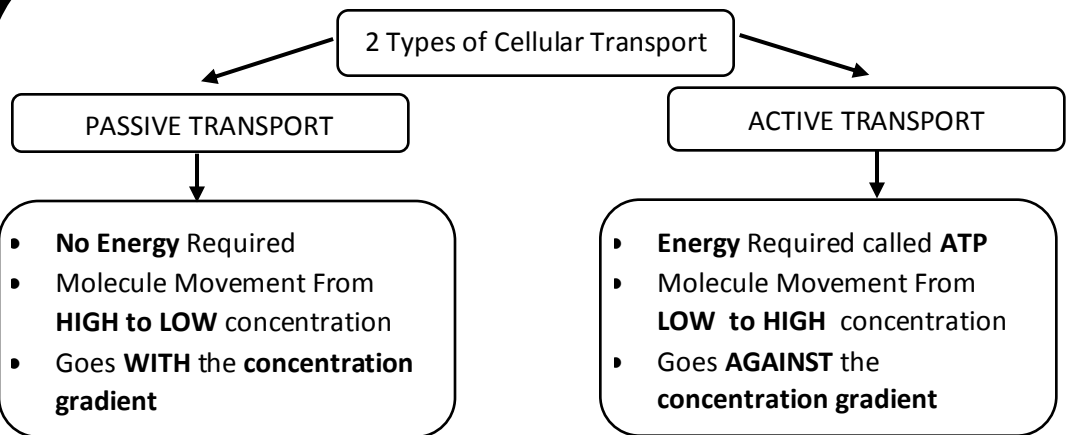 2 Types of Cellular Transport
PASSIVE TRANSPORT
ACTIVE TRANSPORT
• No Energy Required
• Molecule Movement From
HIGH to LOW concentration
• Goes WITH the concentration
gradient
• Energy Required called ATP
• Molecule Movement From
LOW to HIGH concentration
• Goes AGAINST the
concentration gradient